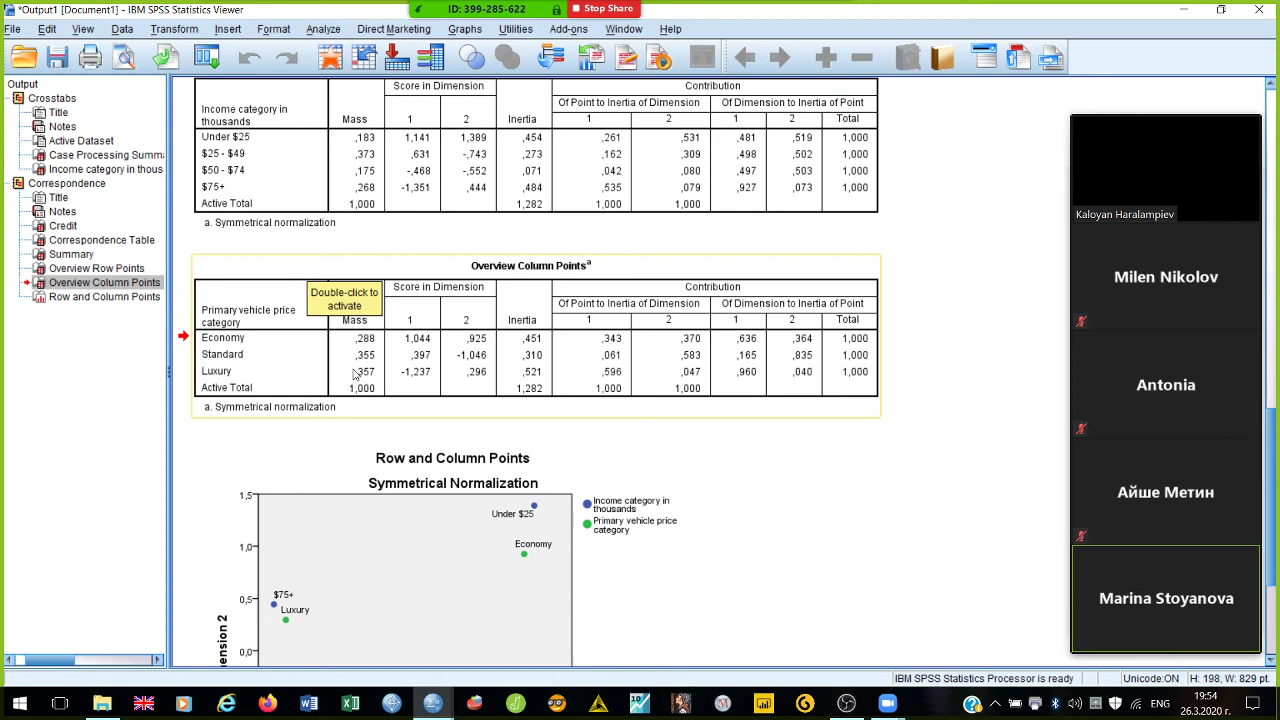 *Output1 [Document1] - IBM SPSS Statistics Viewer
ID: 399-285-622
Stop Share
File Edit View Data Transform Insert Format Analyze Direct Marketing Graphs Utilities Add-ons Window Help
Output
Crosstabs
Title
Notes
Active Dataset
Case Processing Summa
Income category in thous
Correspondence
Title
Notes
Credit
Correspondence Table
Summary
Overview Row Points
Overview Column Points
Row and Column Points
Income category in thousands Mass Score in Dimension Inertia Contribution
Of Point to Inertia of Dimension Of Dimension to Inertia of Point
1 2 1 2 1 2 Total
Under $25 ,183 1,141 1,389 ,454 ,261 ,531 ,481 ,519 1,000
$25 - $49 ,373 ,631 -,743 ,273 ,162 ,309 ,498 ,502 1,000
$50 - $74 ,175 -,468 -,552 ,071 ,042 ,080 ,497 ,503 1,000
$75+ ,268 -1,351 ,444 ,484 ,535 ,079 ,927 ,073 1,000
Active Total 1,000 1,282 1,000 1,000
a. Symmetrical normalization
Overview Column Pointsa
Primary vehicle price category Mass Score in Dimension Inertia Contribution
Double-click to activate
Of Point to Inertia of Dimension Of Dimension to Inertia of Point
1 2 1 2 1 2 Total
Economy ,288 1,044 ,925 ,451 ,343 ,370 ,636 ,364 1,000
Standard ,355 ,397 -1,046 ,310 ,061 ,583 ,165 ,835 1,000
Luxury ,357 -1,237 ,296 ,521 ,596 ,047 ,960 ,040 1,000
Active Total 1,000 1,282 1,000 1,000
a. Symmetrical normalization
Row and Column Points
Symmetrical Normalization
1,5
1,0
0,5
0,0
Under $25
Economy
$75+
Luxury
Income category in thousands
Primary vehicle price category
ension 2
Kaloyan Haralampiev
Milen Nikolov
Antonia
Айше Метин
Marina Stoyanova
IBM SPSS Statistics Processor is ready
Unicode:ON
H: 198, W: 829 pt.
ENG
19:54
26.3.2020 г.